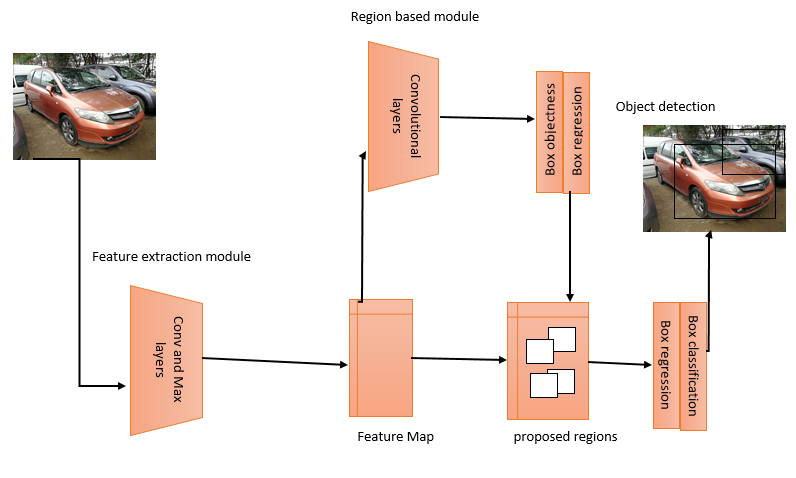 Region based module
Convolutional
layers
Box objectness
Box regression
Object detection
Feature extraction module
Conv and Max
layers
Box regression
Box classification
Feature Map
proposed regions